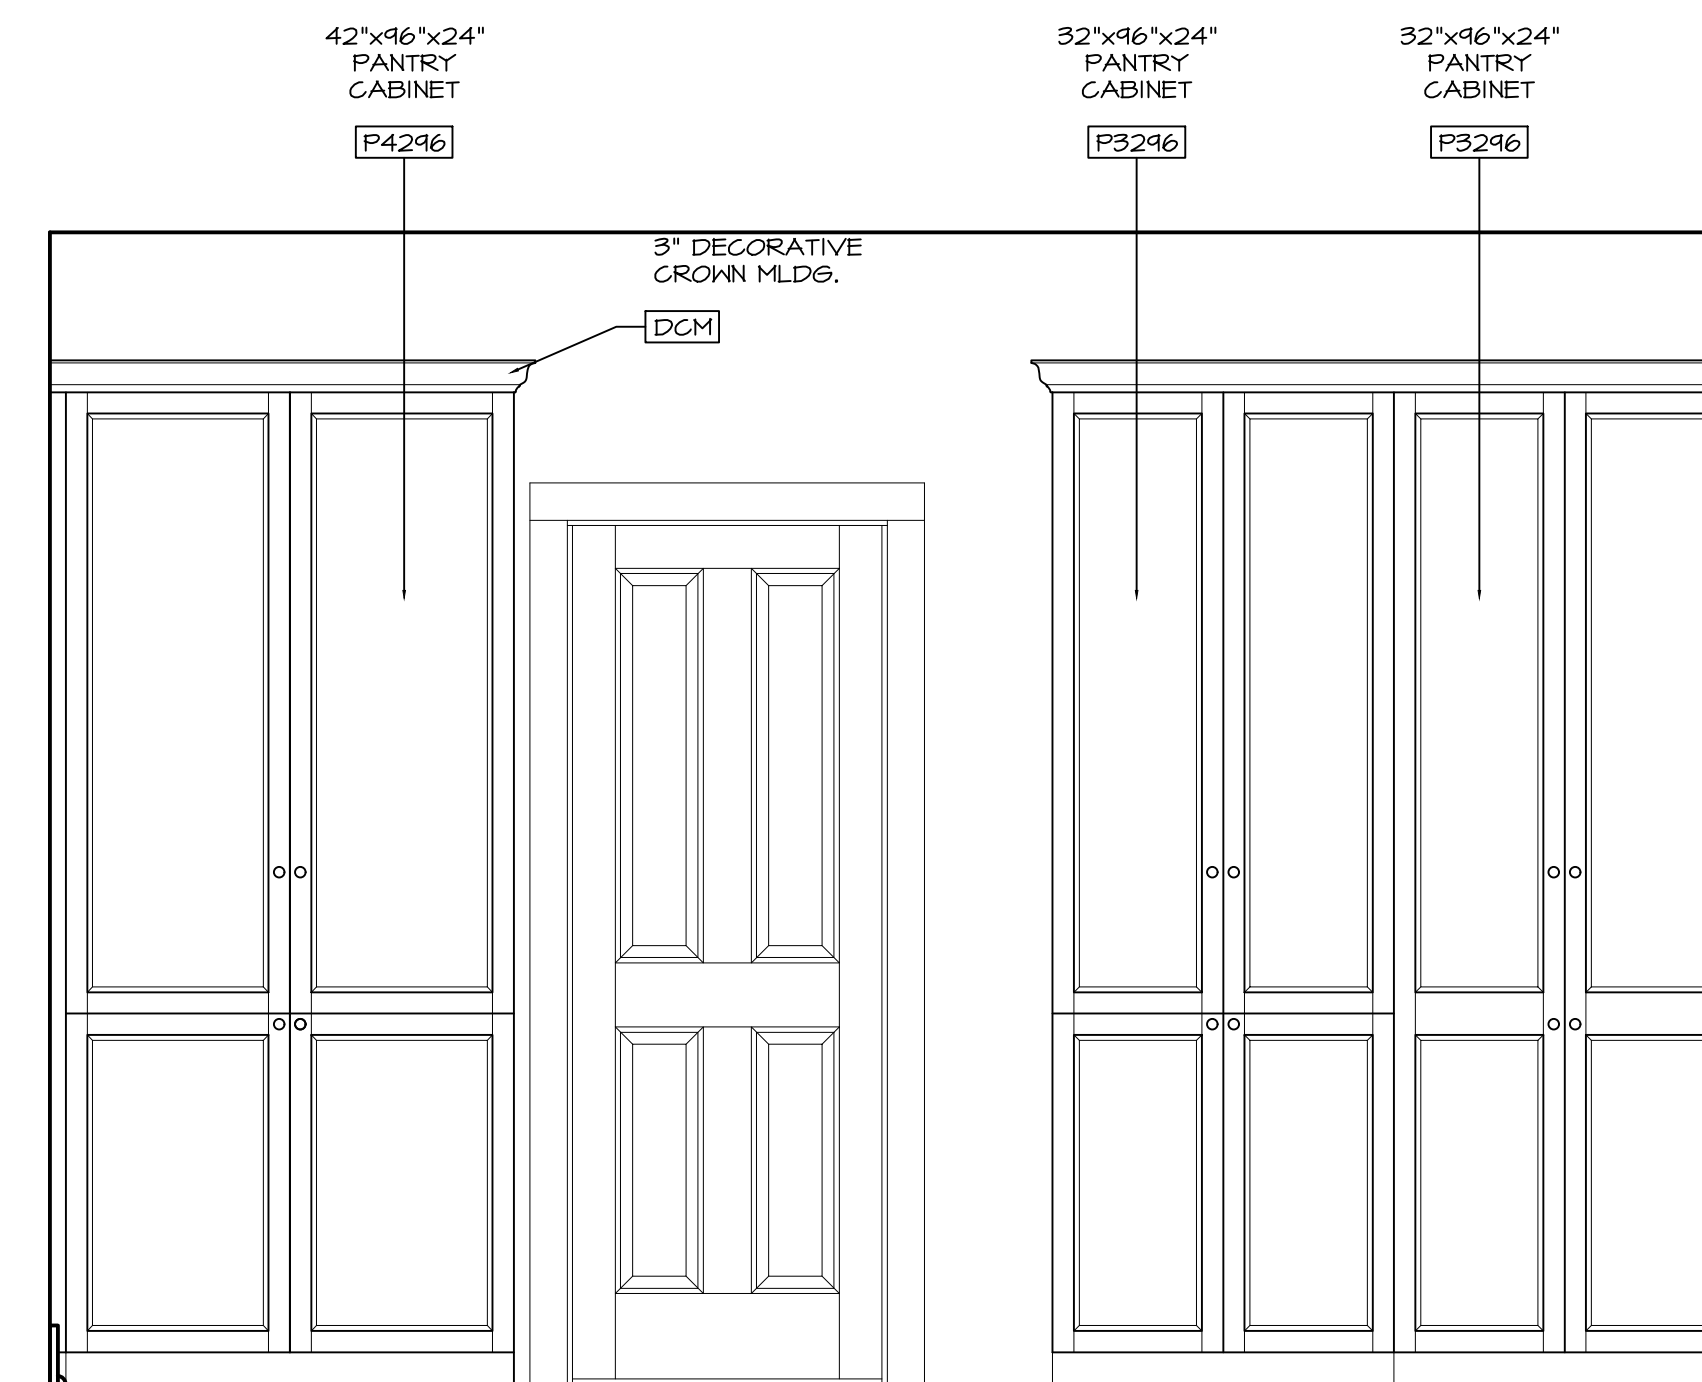 42"x96"x24"
PANTRY
CABINET
P4296
32"x96"x24"
PANTRY
CABINET
P3296
32"x96"x24"
PANTRY
CABINET
P3296
3" DECORATIVE
CROWN MLDG.
DCM